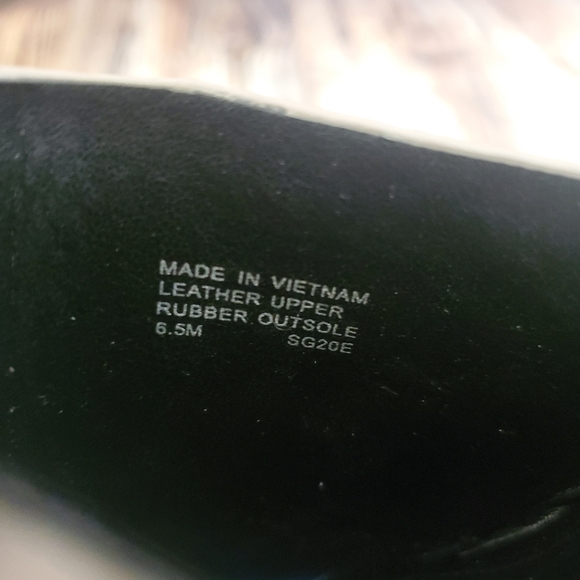 MADE IN VIETNAM
LEATHER UPPER
RUBBER OUTSOLE
6.5M SG20E